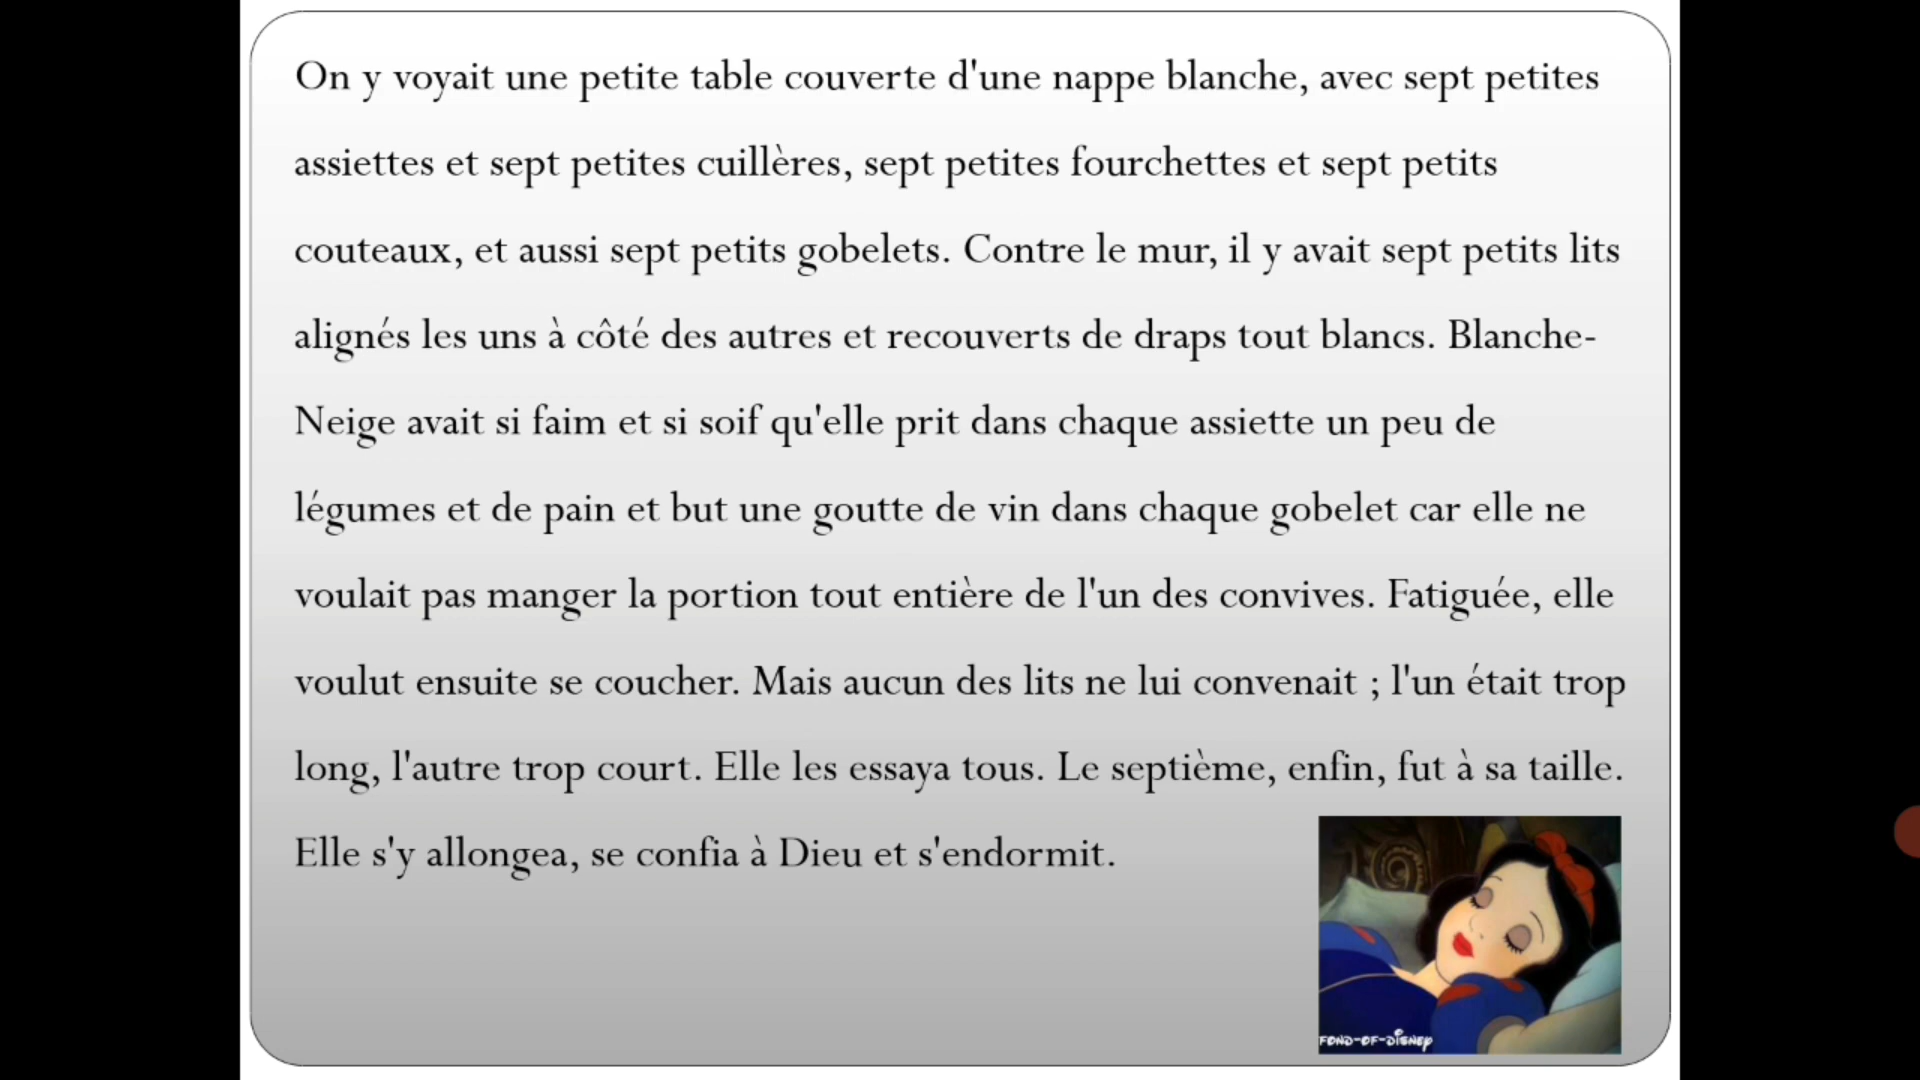 On y voyait une petite table couverte d'une nappe blanche, avec sept petites
assiettes et sept petites cuillères, sept petites fourchettes et sept petits
couteaux, et aussi sept petits gobelets. Contre le mur, il y avait sept petits lits
alignés les uns à côté des autres et recouverts de draps tout blancs. Blanche-
Neige avait si faim et si soif qu'elle prit dans chaque assiette un peu de
légumes et de pain et but une goutte de vin dans chaque gobelet car elle ne
voulait pas manger la portion tout entière de l'un des convives. Fatiguée, elle
voulut ensuite se coucher. Mais aucun des lits ne lui convenait ; l'un était trop
long, l'autre trop court. Elle les essaya tous. Le septième, enfin, fut à sa taille.
Elle s'y allongea, se confia à Dieu et s'endormit.
FOND-OF-DISNEY